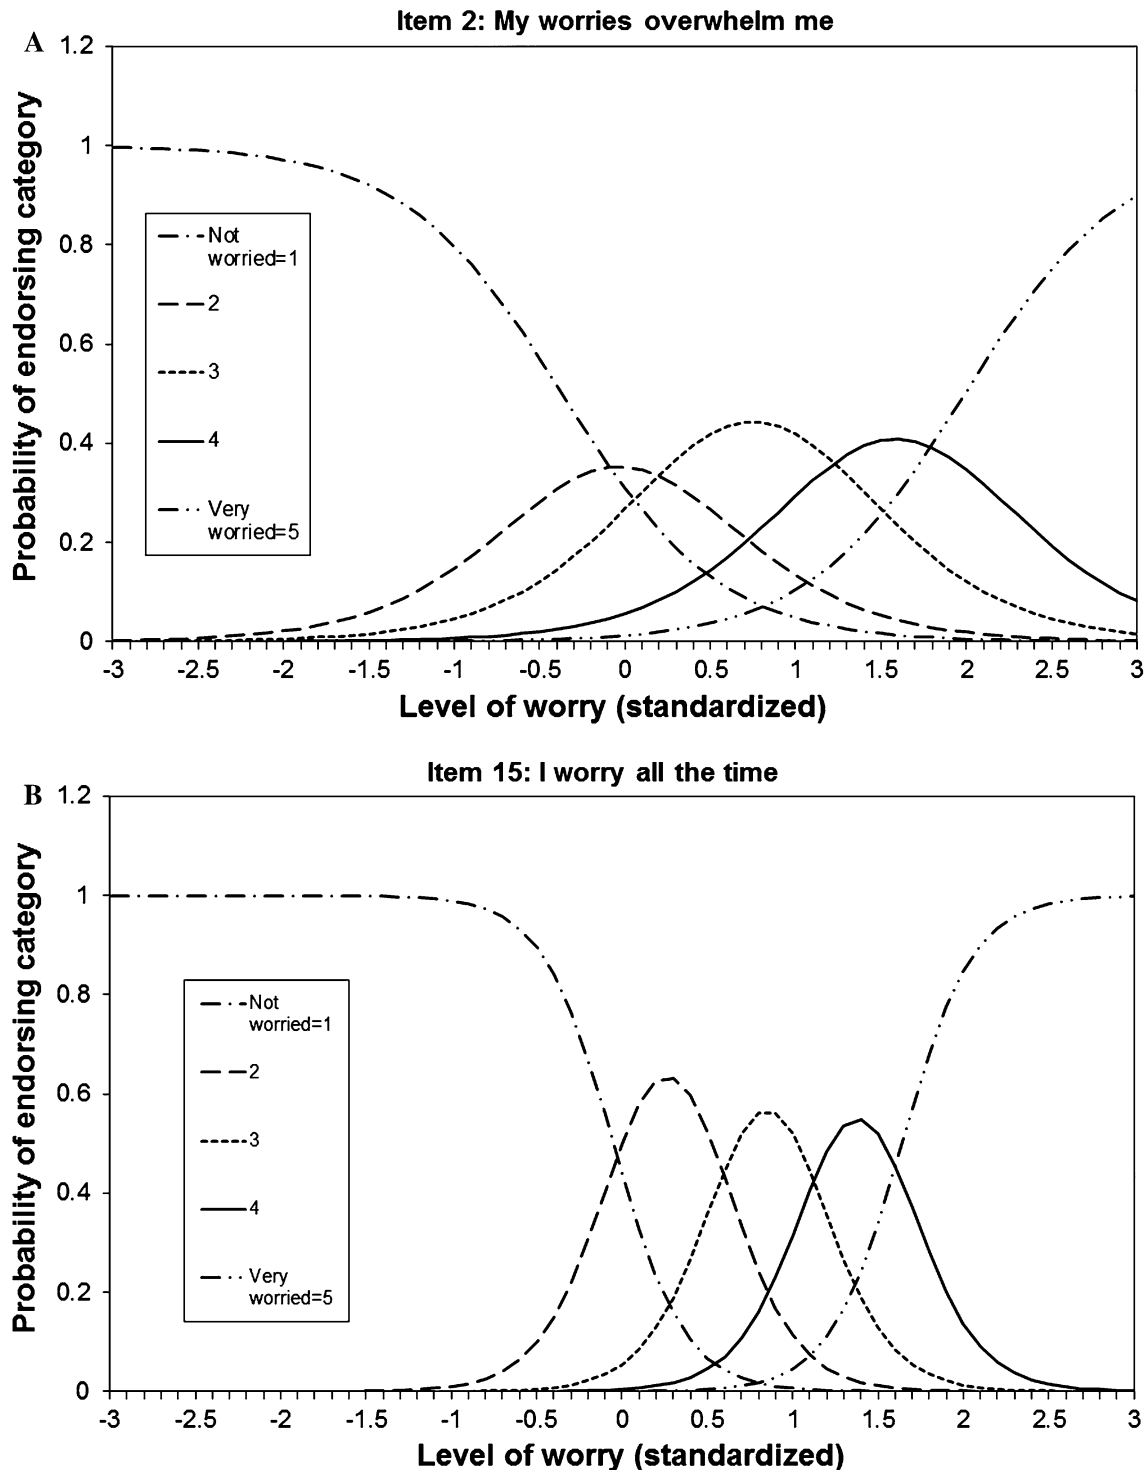 A
Item 2: My worries overwhelm me
Probability of endorsing category
1.2
1
0.8
0.6
0.4
0.2
0
Not
worried=1
2
3
4
Very
worried=5
-3 -2.5 -2 -1.5 -1 -0.5 0 0.5 1 1.5 2 2.5 3
Level of worry (standardized)
B
Item 15: I worry all the time
Probability of endorsing category
1.2
1
0.8
0.6
0.4
0.2
0
Not
worried=1
2
3
4
Very
worried=5
-3 -2.5 -2 -1.5 -1 -0.5 0 0.5 1 1.5 2 2.5 3
Level of worry (standardized)